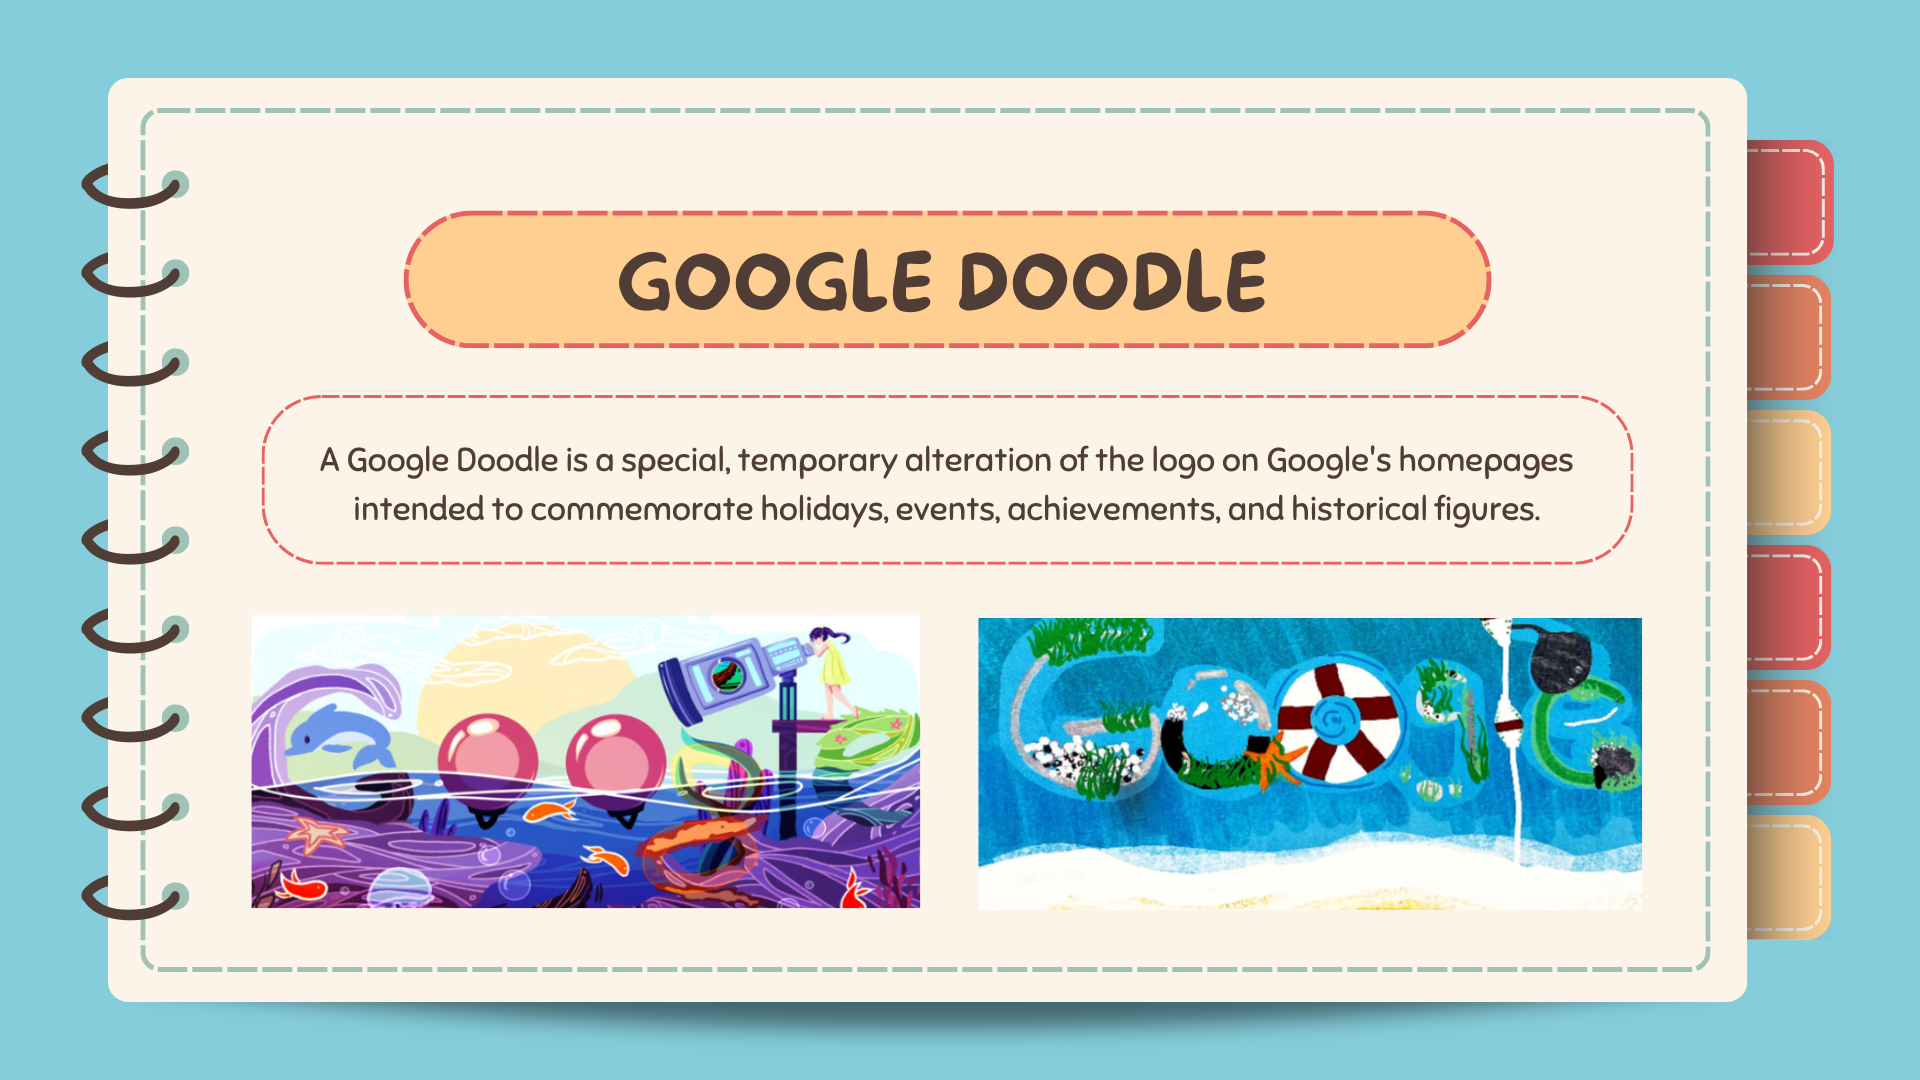 GOOGLE DOODLE
A Google Doodle is a special, temporary alteration of the logo on Google's homepages
intended to commemorate holidays, events, achievements, and historical figures.
Google